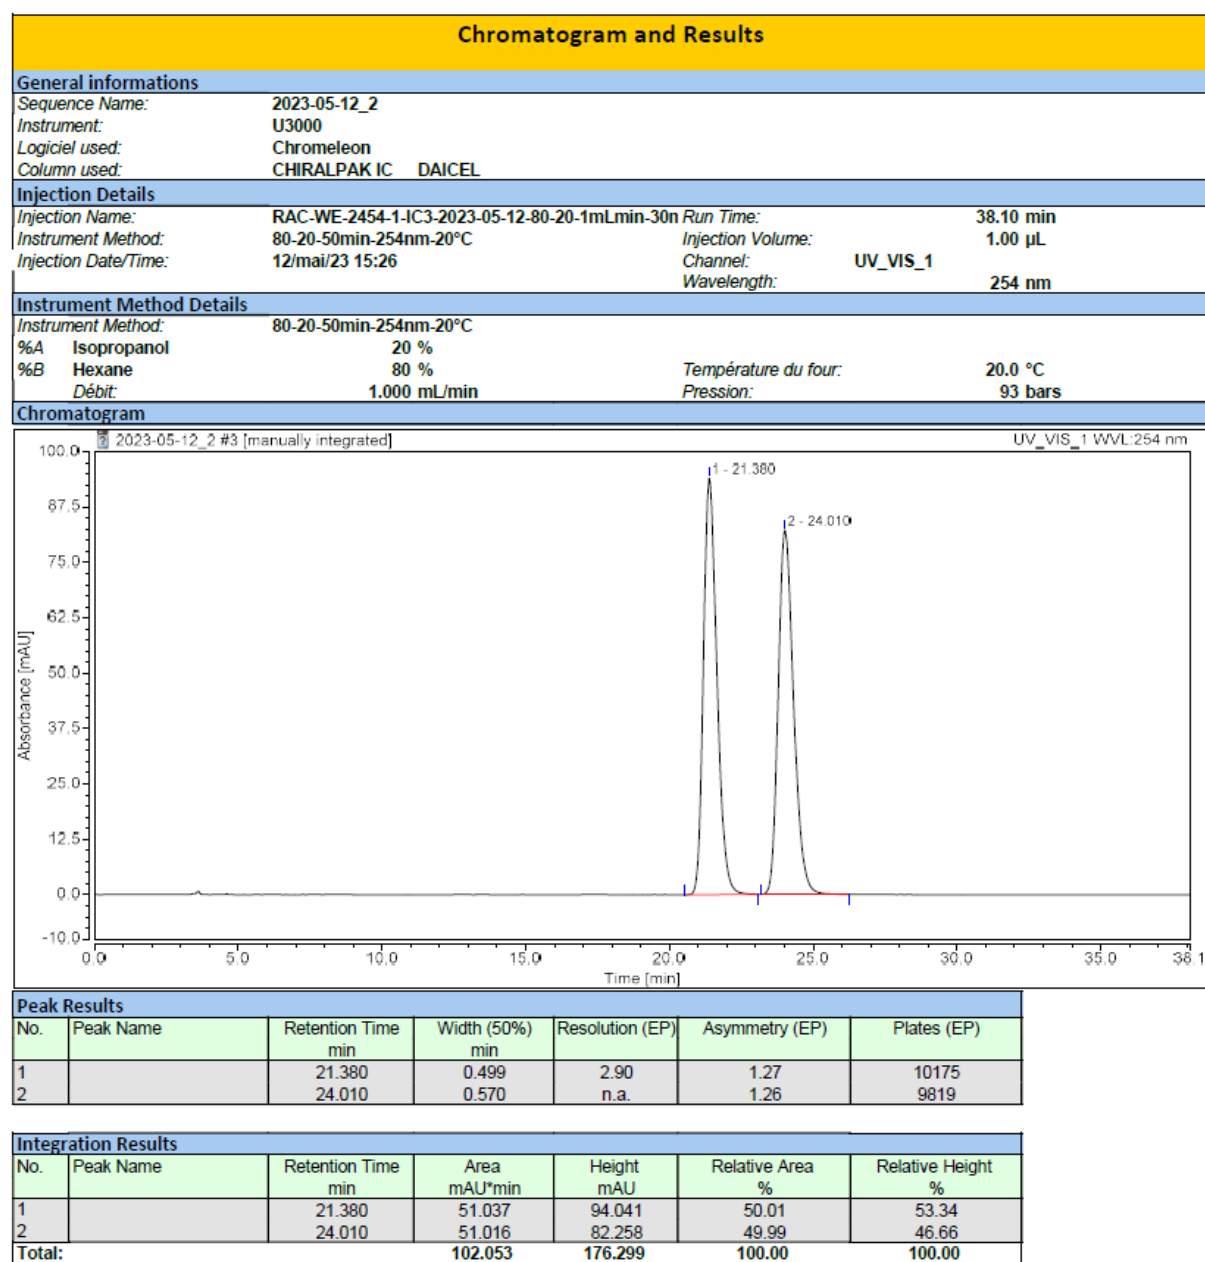 Chromatogram and Results
General informations
Sequence Name: 2023-05-12_2
Instrument: U3000
Logiciel used: Chromeleon
Column used: CHIRALPAK IC DAICEL
Injection Details
Injection Name: RAC-WE-2454-1-IC3-2023-05-12-80-20-1mLmin-30n Run Time: 38.10 min
Instrument Method: 80-20-50min-254nm-20°C Injection Volume: 1.00 µL
Injection Date/Time: 12/mai/23 15:26 Channel: UV_VIS_1
Wavelength: 254 nm
Instrument Method Details
Instrument Method: 80-20-50min-254nm-20°C
%A Isopropanol 20 %
%B Hexane 80 % Température du four: 20.0 °C
Débit: 1.000 mL/min Pression: 93 bars
Chromatogram
2023-05-12_2 #3 [manually integrated] UV_VIS_1 WVL:254 nm
100.0
87.5
75.0
62.5
50.0
37.5
25.0
12.5
0.0
-10.0
Absorbance [mAU]
1 - 21.380
2 - 24.010
0.0 5.0 10.0 15.0 20.0 25.0 30.0 35.0 38.1
Time [min]
Peak Results
No. Peak Name Retention Time Width (50%) Resolution (EP) Asymmetry (EP) Plates (EP)
min min
1 21.380 0.499 2.90 1.27 10175
2 24.010 0.570 n.a. 1.26 9819
Integration Results
No. Peak Name Retention Time Area Height Relative Area Relative Height
min mAU*min mAU % %
1 21.380 51.037 94.041 50.01 53.34
2 24.010 51.016 82.258 49.99 46.66
Total: 102.053 176.299 100.00 100.00